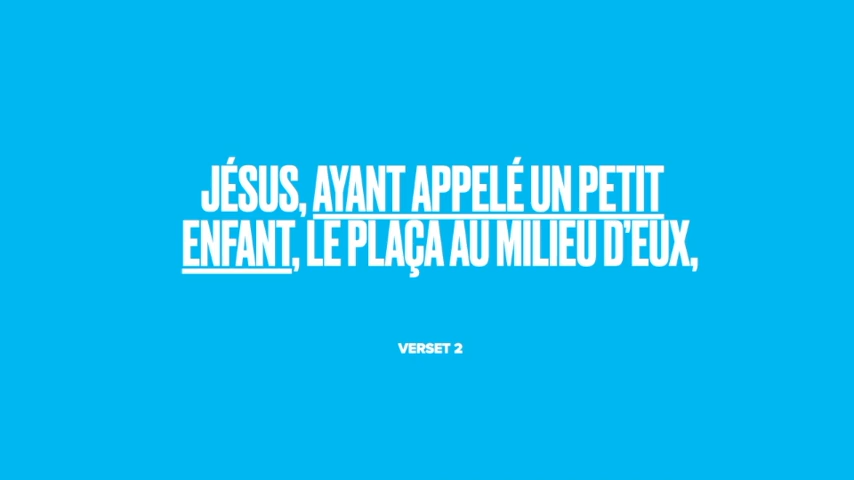 JÉSUS, AYANT APPELÉ UN PETIT
ENFANT, LE PLAÇA AU MILIEU D’EUX,
VERSET 2